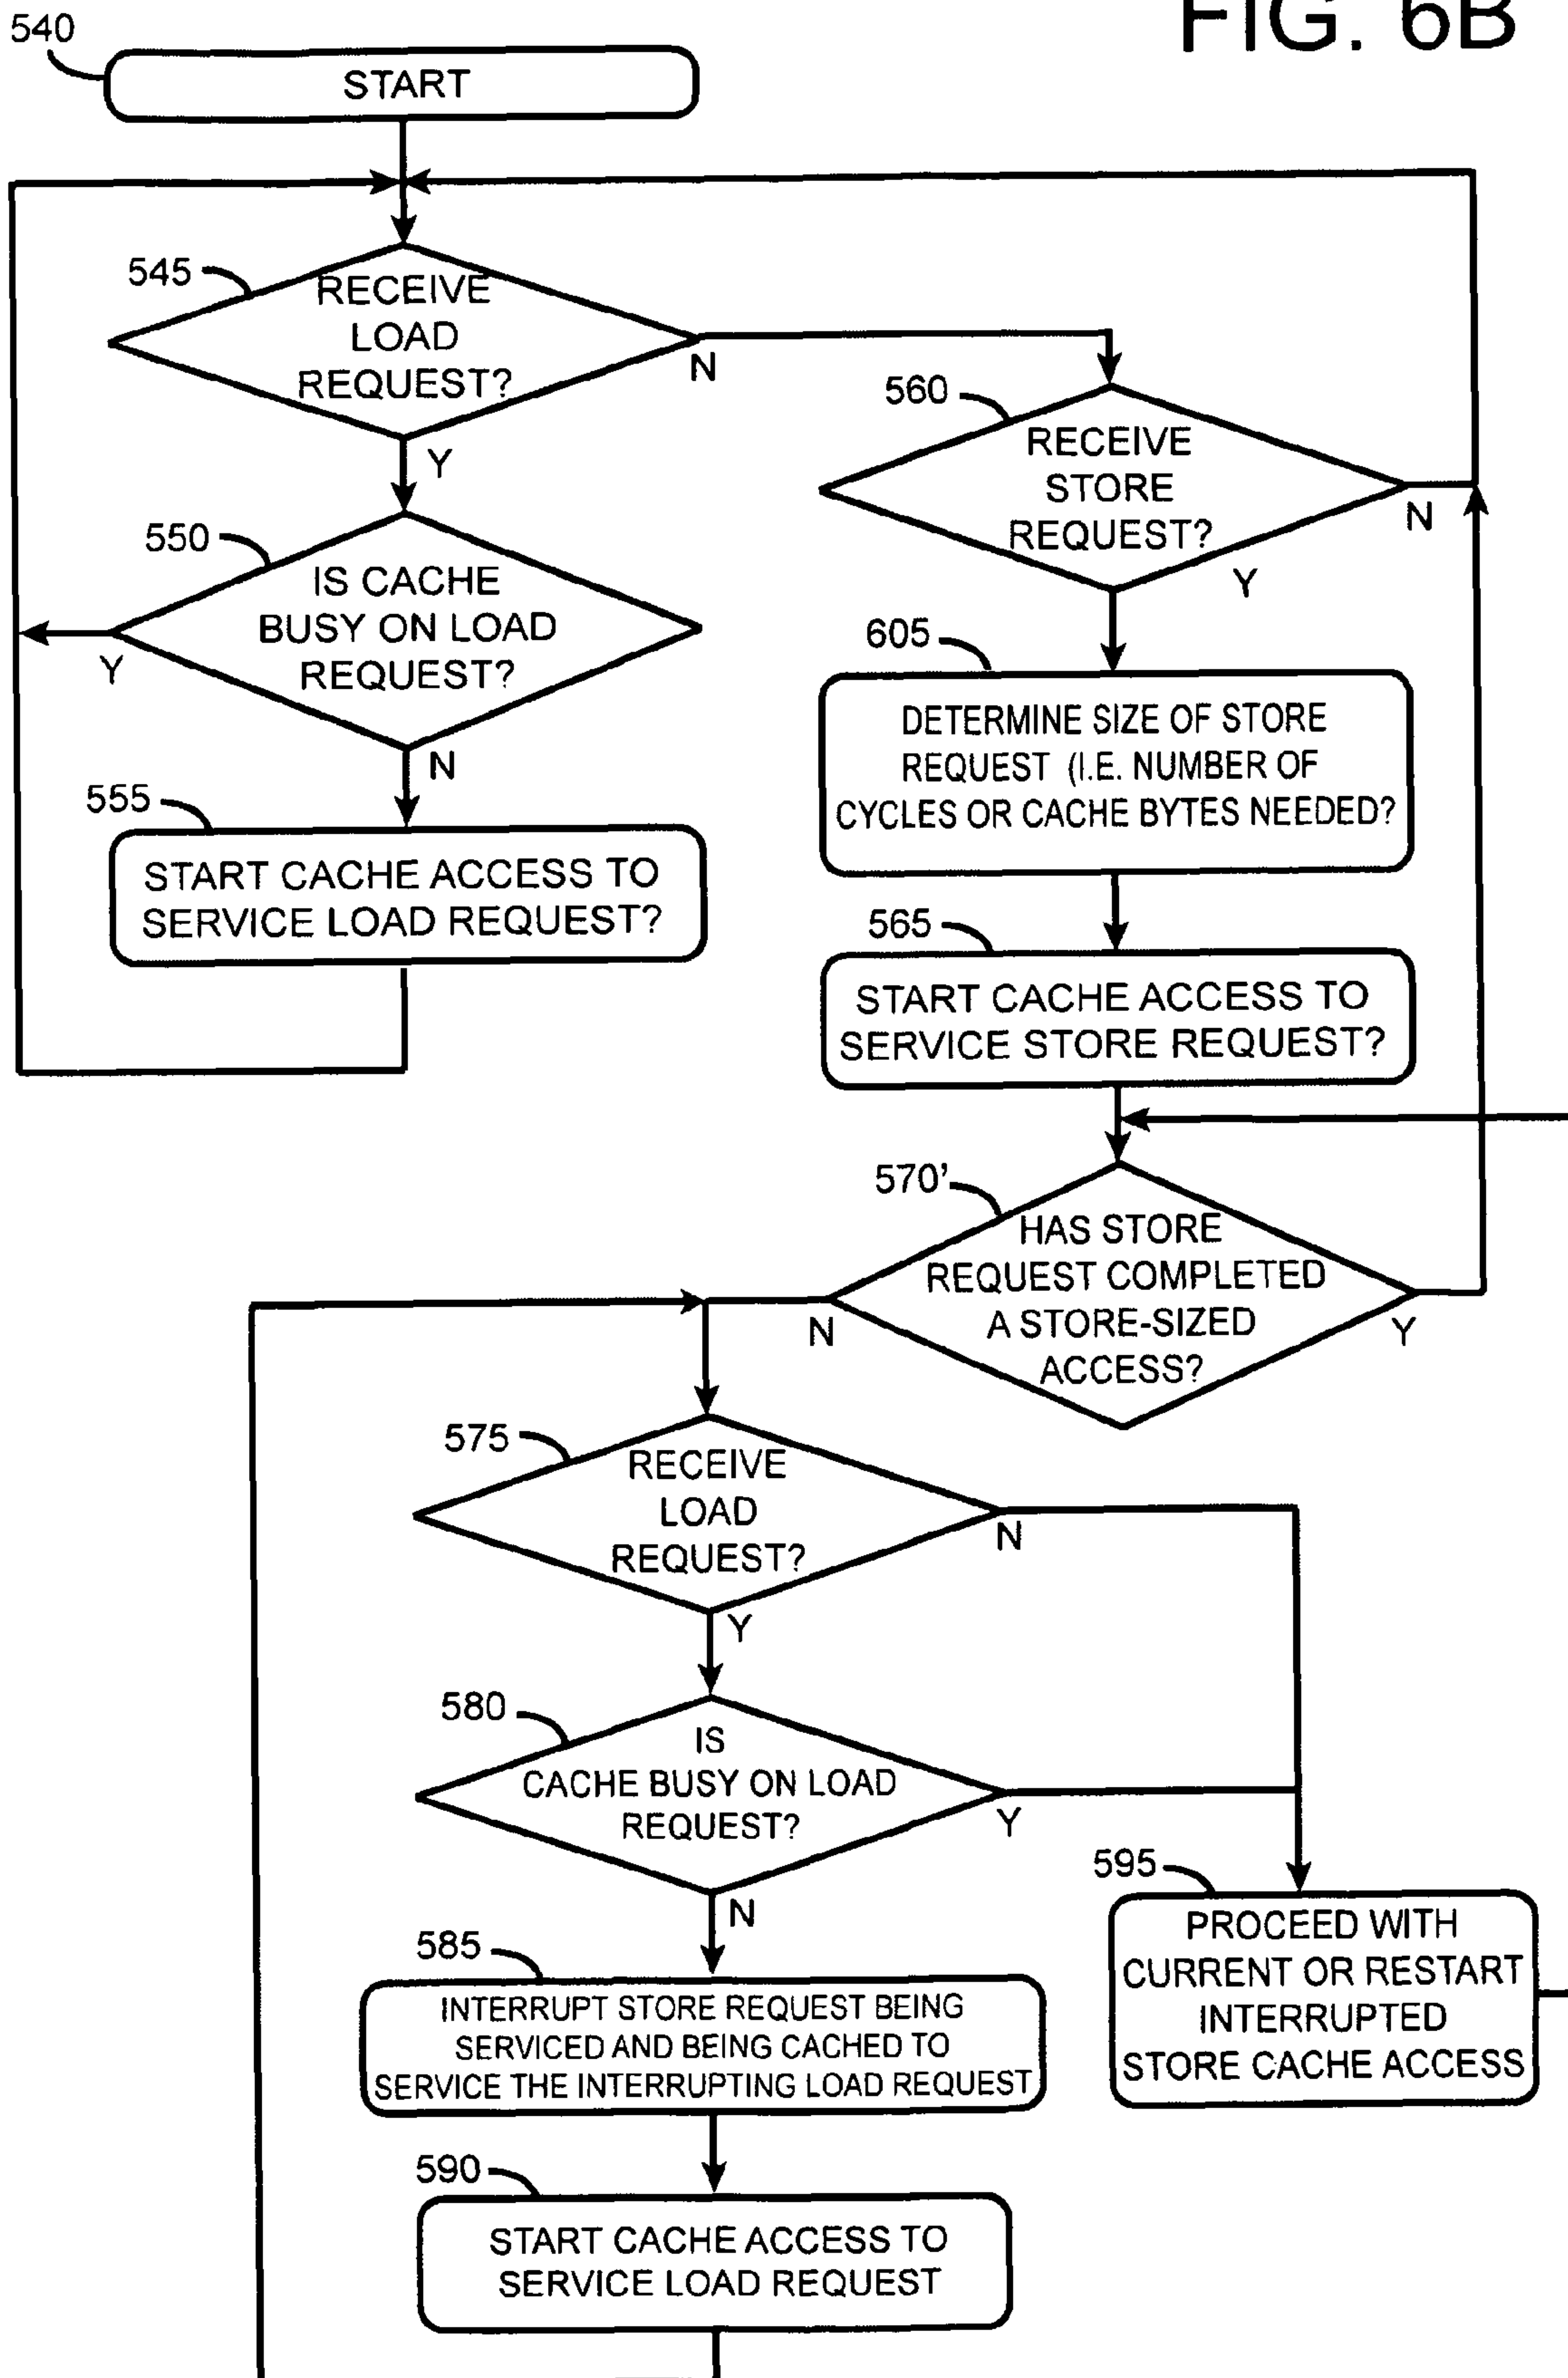 FIG. 6B
540
START
545
RECEIVE
LOAD
REQUEST?
N
Y
560
RECEIVE
STORE
REQUEST?
N
Y
550
IS CACHE
BUSY ON LOAD
REQUEST?
Y
N
605
DETERMINE SIZE OF STORE
REQUEST (I.E. NUMBER OF
CYCLES OR CACHE BYTES NEEDED?
555
START CACHE ACCESS TO
SERVICE LOAD REQUEST?
565
START CACHE ACCESS TO
SERVICE STORE REQUEST?
570'
HAS STORE
REQUEST COMPLETED
A STORE-SIZED
ACCESS?
N
Y
575
RECEIVE
LOAD
REQUEST?
N
Y
580
IS
CACHE BUSY ON LOAD
REQUEST?
Y
N
595
PROCEED WITH
CURRENT OR RESTART
INTERRUPTED
STORE CACHE ACCESS
585
INTERRUPT STORE REQUEST BEING
SERVICED AND BEING CACHED TO
SERVICE THE INTERRUPTING LOAD REQUEST
590
START CACHE ACCESS TO
SERVICE LOAD REQUEST